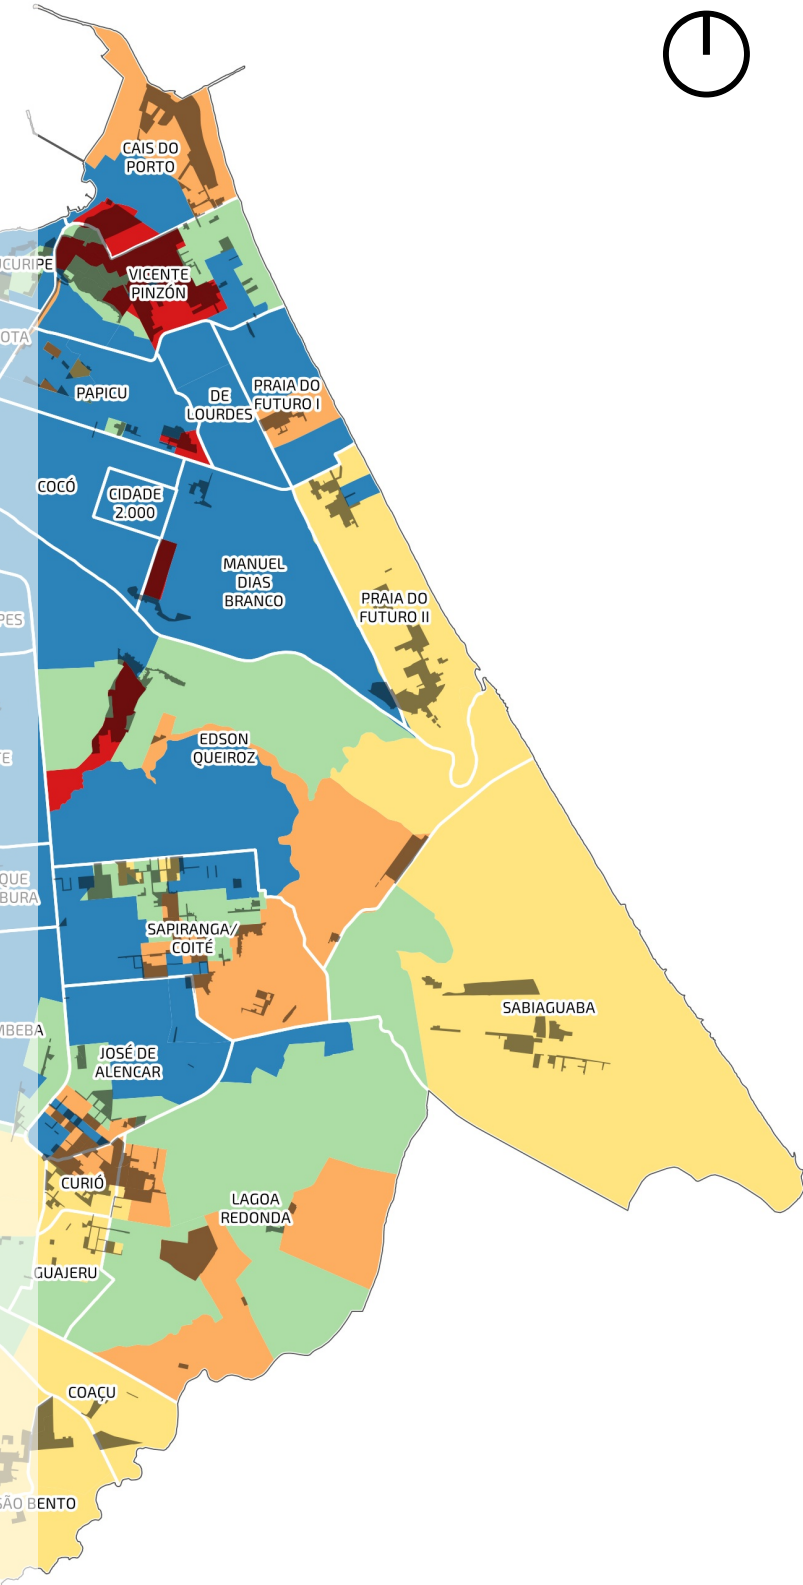 CAIS DO
PORTO
UCURIPE
VICENTE
PINZÓN
OTA
PAPICU
DE
LOURDES
PRAIA DO
FUTURO I
COCÓ
CIDADE
2.000
MANUEL
DIAS
BRANCO
PRAIA DO
FUTURO II
PES
EDSON
QUEIROZ
TE
QUE
BURA
SAPIRANGA/
COITÉ
SABIAGUABA
MBEBA
JOSÉ DE
ALENCAR
CURIÓ
LAGOA
REDONDA
GUAJERU
COAÇU
SÃO BENTO